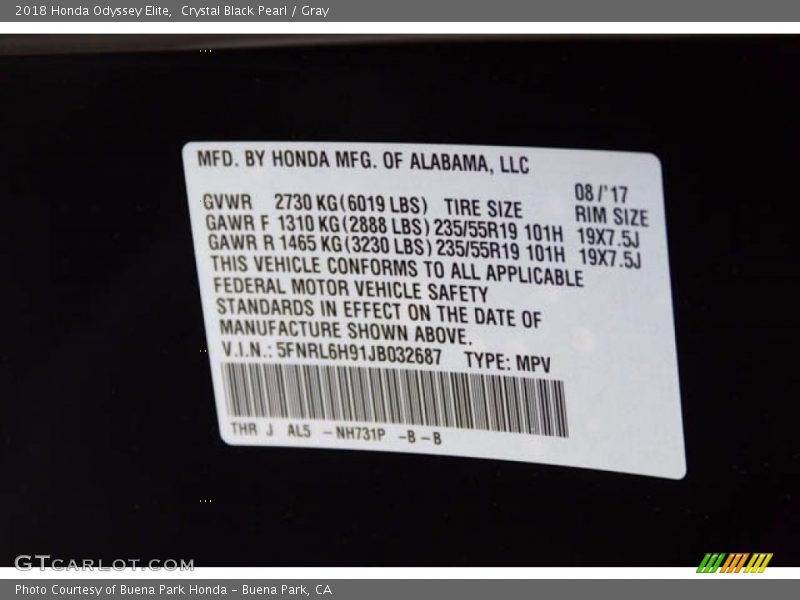 2018 Honda Odyssey Elite,  Crystal Black Pearl / Gray
MFD. BY HONDA MFG. OF ALABAMA, LLC
08/'17
GVWR 2730 KG(6019 LBS) TIRE SIZE RIM SIZE
GAWR F 1310 KG(2888 LBS) 235/55R19 101H 19X7.5J
GAWR R 1465 KG(3230 LBS) 235/55R19 101H 19X7.5J
THIS VEHICLE CONFORMS TO ALL APPLICABLE
FEDERAL MOTOR VEHICLE SAFETY
STANDARDS IN EFFECT ON THE DATE OF
MANUFACTURE SHOWN ABOVE.
V.I.N.: 5FNRL6H91JB032687 TYPE: MPV
THR J AL5 -NH731P -B-B
GTCARLOT.COM
Photo Courtesy of Buena Park Honda - Buena Park, CA